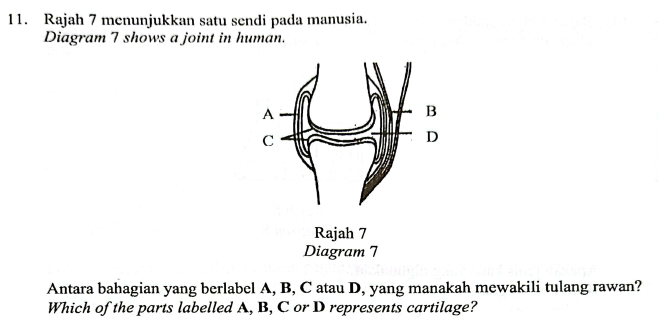 11. Rajah 7 menunjukkan satu sendi pada manusia.
Diagram 7 shows a joint in human.
A
B
C
D
Rajah 7
Diagram 7
Antara bahagian yang berlabel A, B, C atau D, yang manakah mewakili tulang rawan?
Which of the parts labelled A, B, C or D represents cartilage?